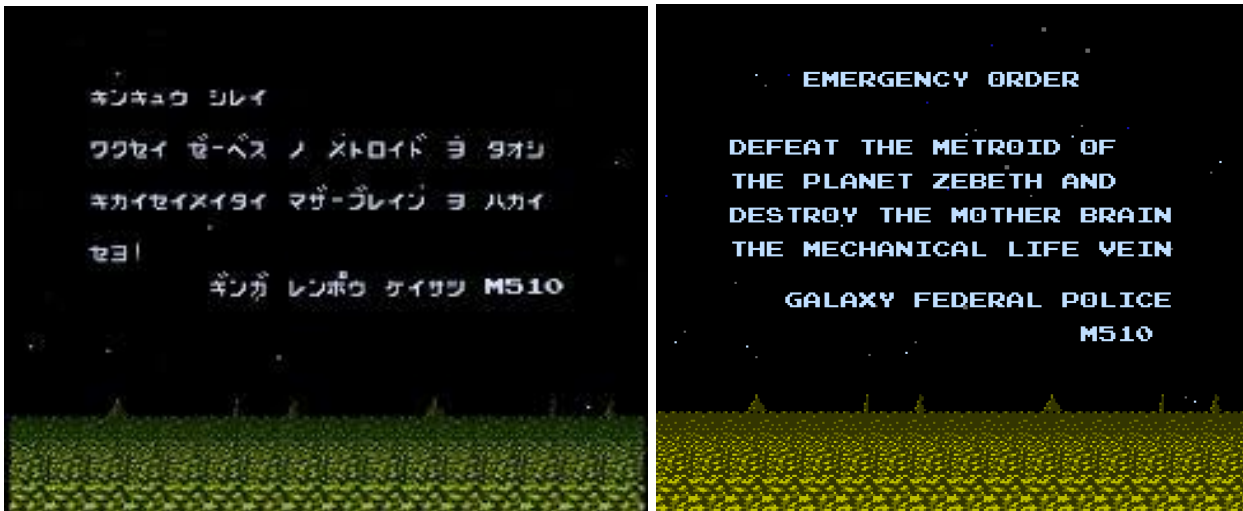 キンキュウ シレイ
ワクセイ ゼーベス ノ メトロイド ヲ タオシ
キカイセイメイタイ マザーブレイン ヲ ハカイ
セヨ!
ギンガ レンポウ ケイサツ M510
EMERGENCY ORDER
DEFEAT THE METROID OF
THE PLANET ZEBETH AND
DESTROY THE MOTHER BRAIN
THE MECHANICAL LIFE VEIN
GALAXY FEDERAL POLICE
M510